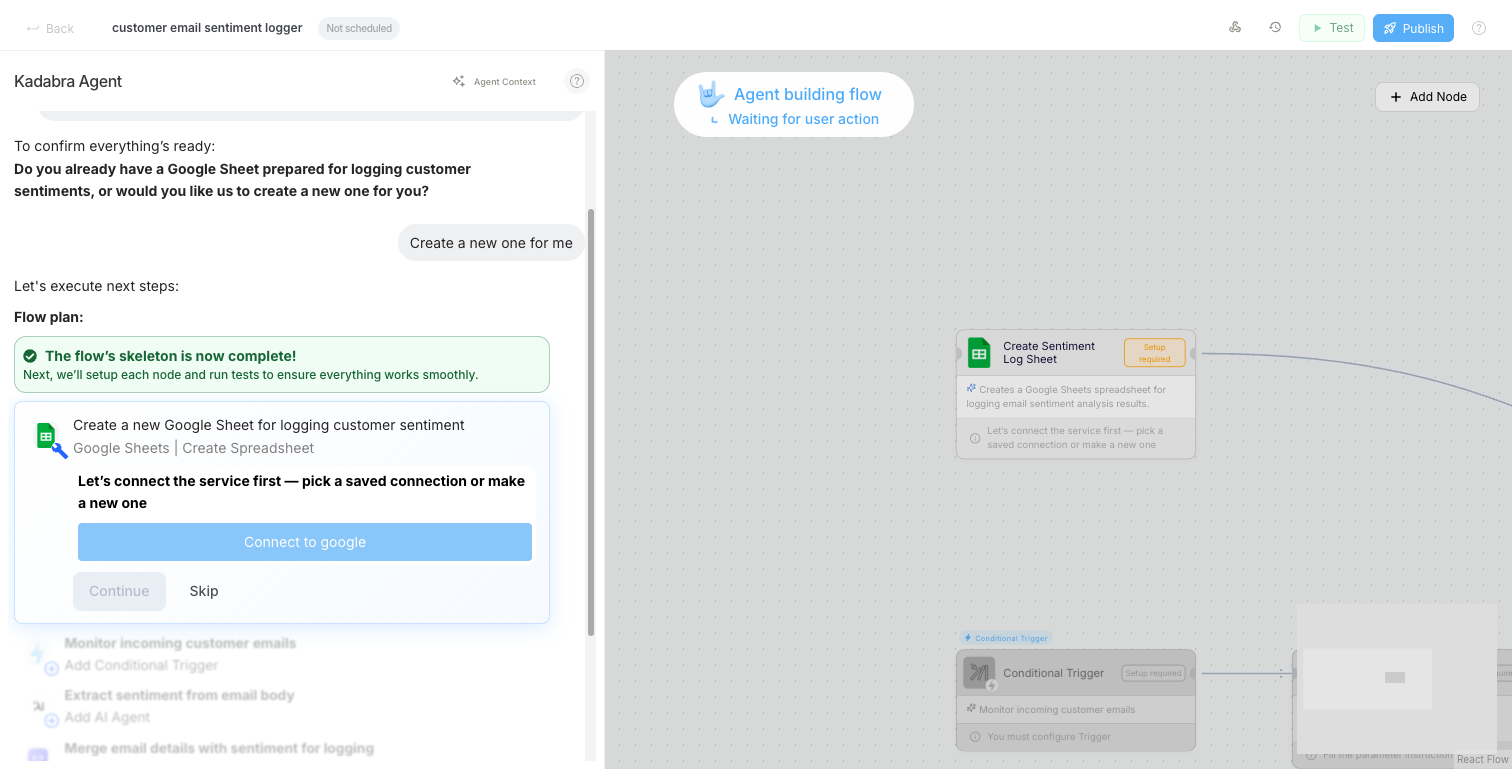 Back
customer email sentiment logger
Not scheduled
Test
Publish
Kadabra Agent
Agent Context
To confirm everything's ready:
Do you already have a Google Sheet prepared for logging customer
sentiments, or would you like us to create a new one for you?
Create a new one for me
Let's execute next steps:
Flow plan:
The flow's skeleton is now complete!
Next, we'll setup each node and run tests to ensure everything works smoothly.
Create a new Google Sheet for logging customer sentiment
Google Sheets | Create Spreadsheet
Let's connect the service first — pick a saved connection or make
a new one
Connect to google
Continue
Skip
Monitor incoming customer emails
Add Conditional Trigger
Extract sentiment from email body
Add AI Agent
Merge email details with sentiment for logging
Agent building flow
Waiting for user action
Add Node
Create Sentiment
Log Sheet
Setup
required
Creates a Google Sheets spreadsheet for
logging email sentiment analysis results.
Let's connect the service first — pick a
saved connection or make a new one
Conditional Trigger
Conditional Trigger
Setup required
Monitor incoming customer emails
You must configure Trigger
Fill the parameter instruction
React Flow